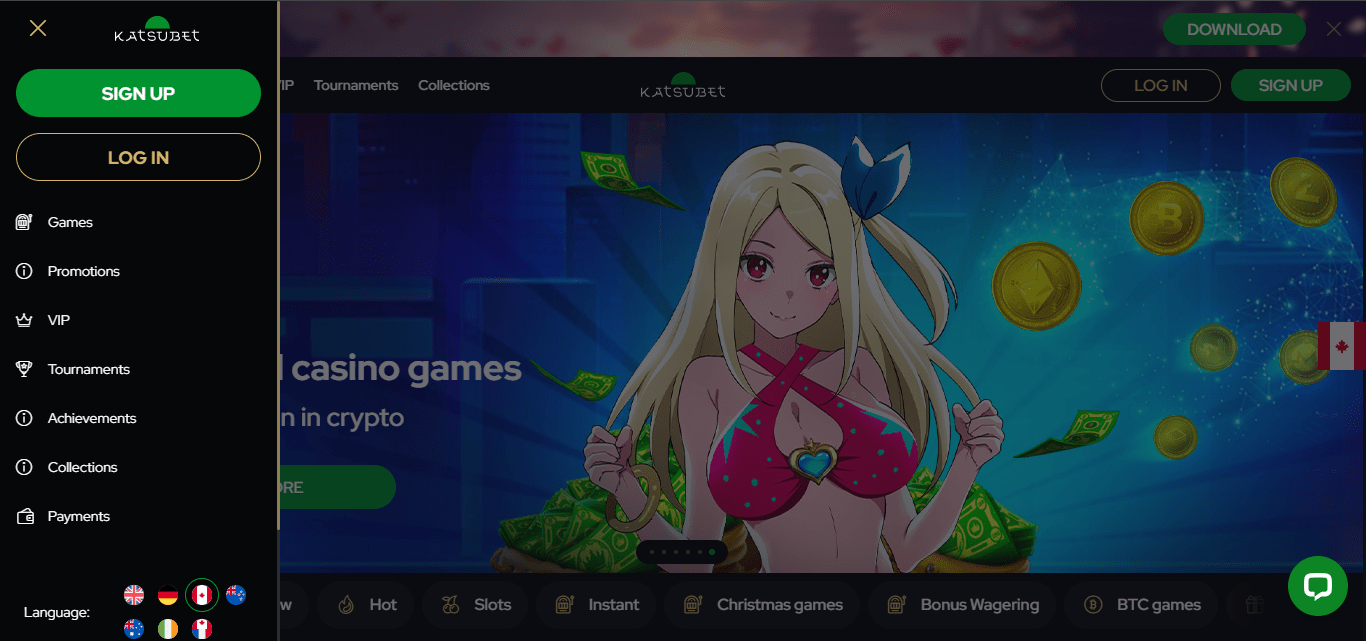 KATSUBET
SIGN UP
LOG IN
Games
Promotions
VIP
Tournaments
Achievements
Collections
Payments
Language:
DOWNLOAD
IP Tournaments Collections
KATSUBET
LOG IN
SIGN UP
l casino games
n in crypto
ORE
w
Hot
Slots
Instant
Christmas games
Bonus Wagering
BTC games